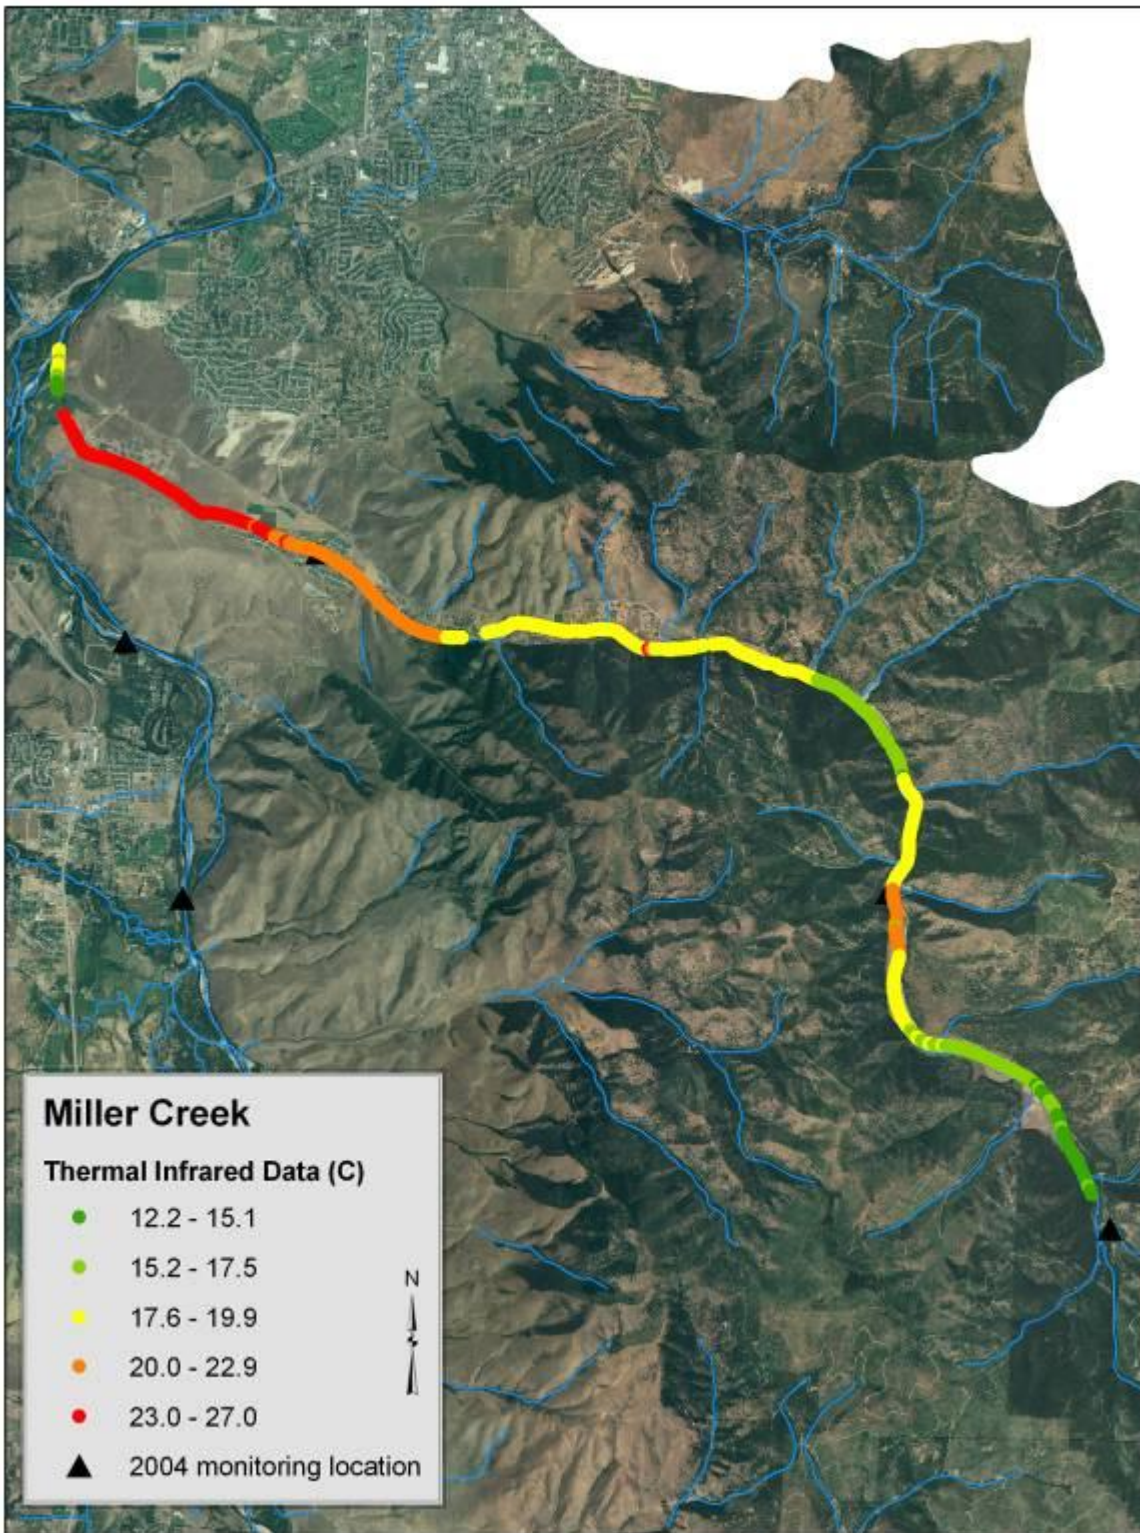 Miller Creek
Thermal Infrared Data (C)
12.2 - 15.1
15.2 - 17.5
17.6 - 19.9
20.0 - 22.9
23.0 - 27.0
2004 monitoring location
N